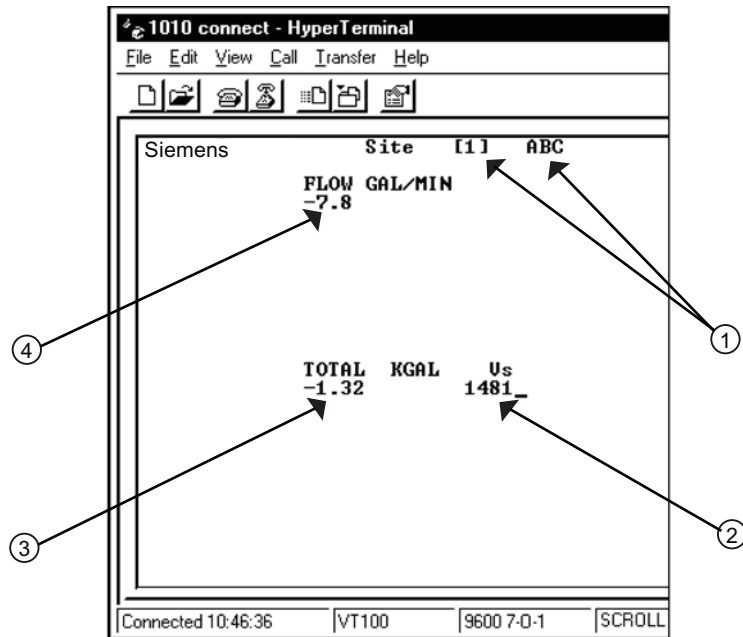 1010 connect - HyperTerminal
File Edit View Call Transfer Help
Siemens Site [1] ABC
FLOW GAL/MIN
-7.8
1
4
TOTAL KGAL Vs
-1.32 1481_
3
2
Connected 10:46:36 VT100 9600 7-O-1 SCROLL